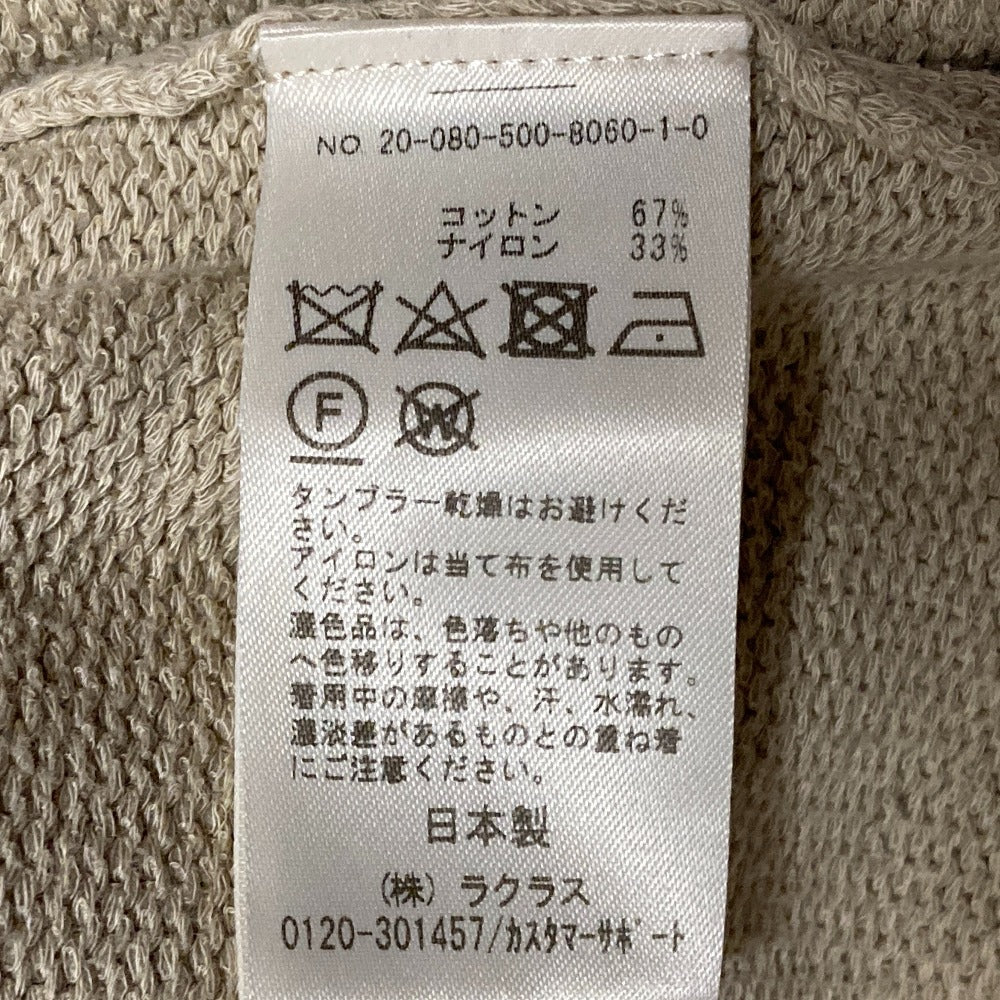 NO 20-080-500-8060-1-0
コットン 67%
ナイロン 33%
F
W
タンブラー乾燥はお避けくだ
さい。
アイロンは当て布を使用して
ください。
濃色品は、色落ちや他のもの
へ色移りすることがあります。
着用中の摩擦や、汗、水濡れ、
濃淡差があるものとの重ね着
にご注意ください。
日本製
(株) ラクラス
0120-301457/ｶｽﾀﾏｰｻﾎﾟｰﾄ